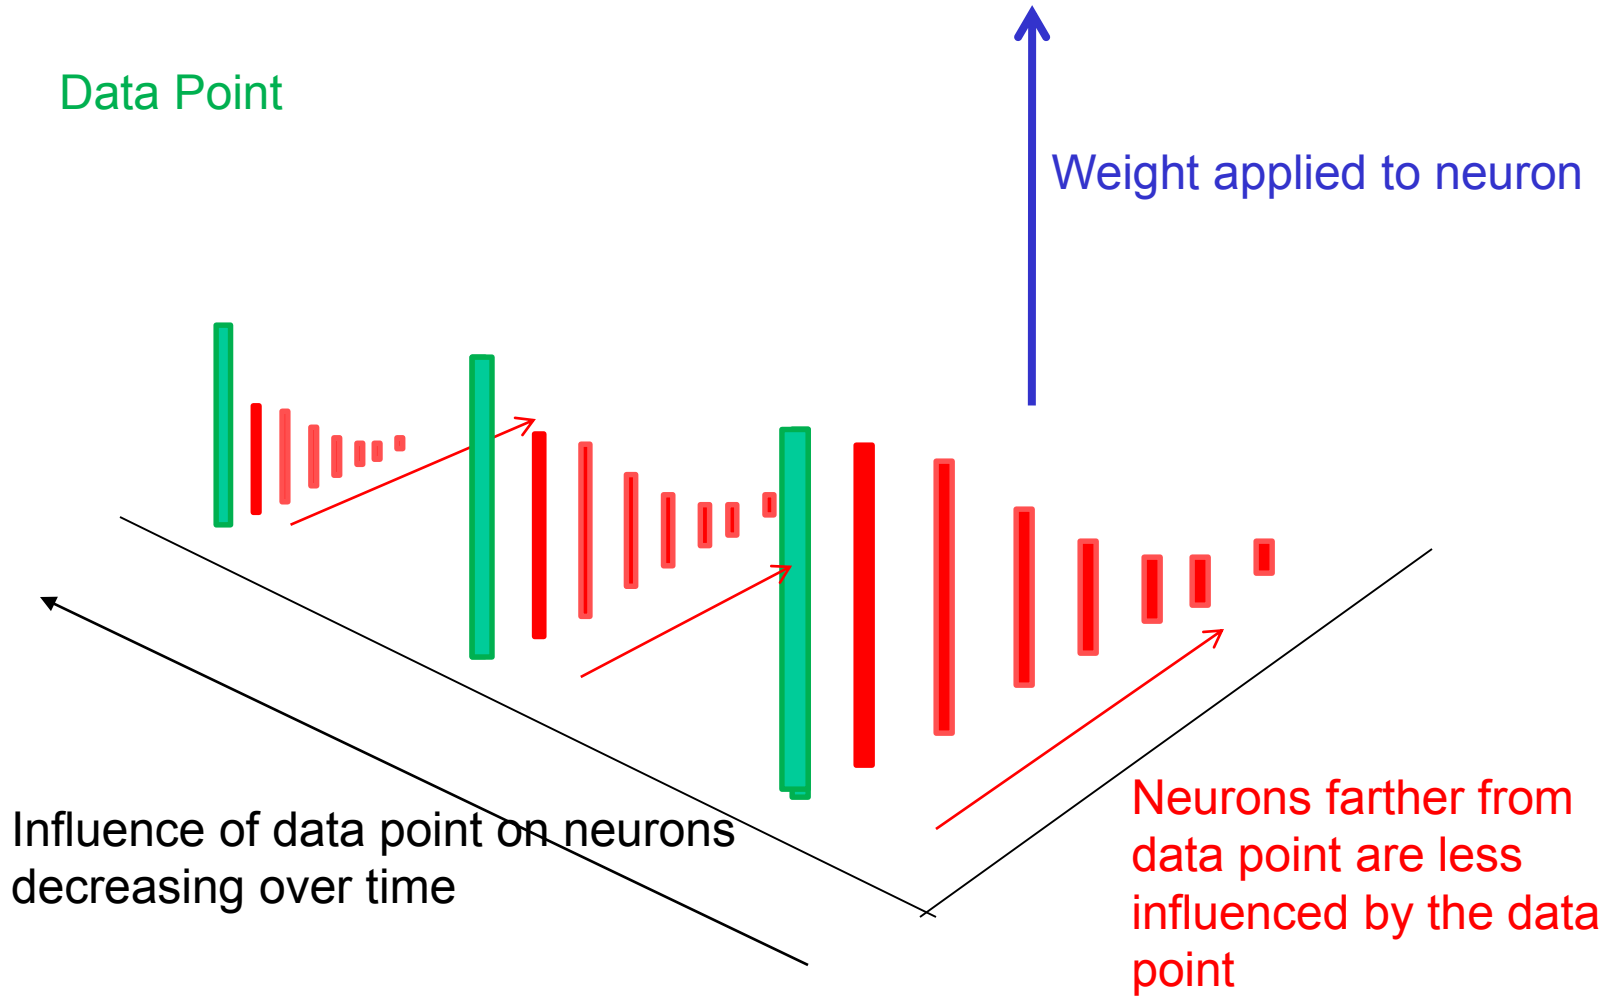 Data Point
Weight applied to neuron
Influence of data point on neurons
decreasing over time
Neurons farther from
data point are less
influenced by the data
point